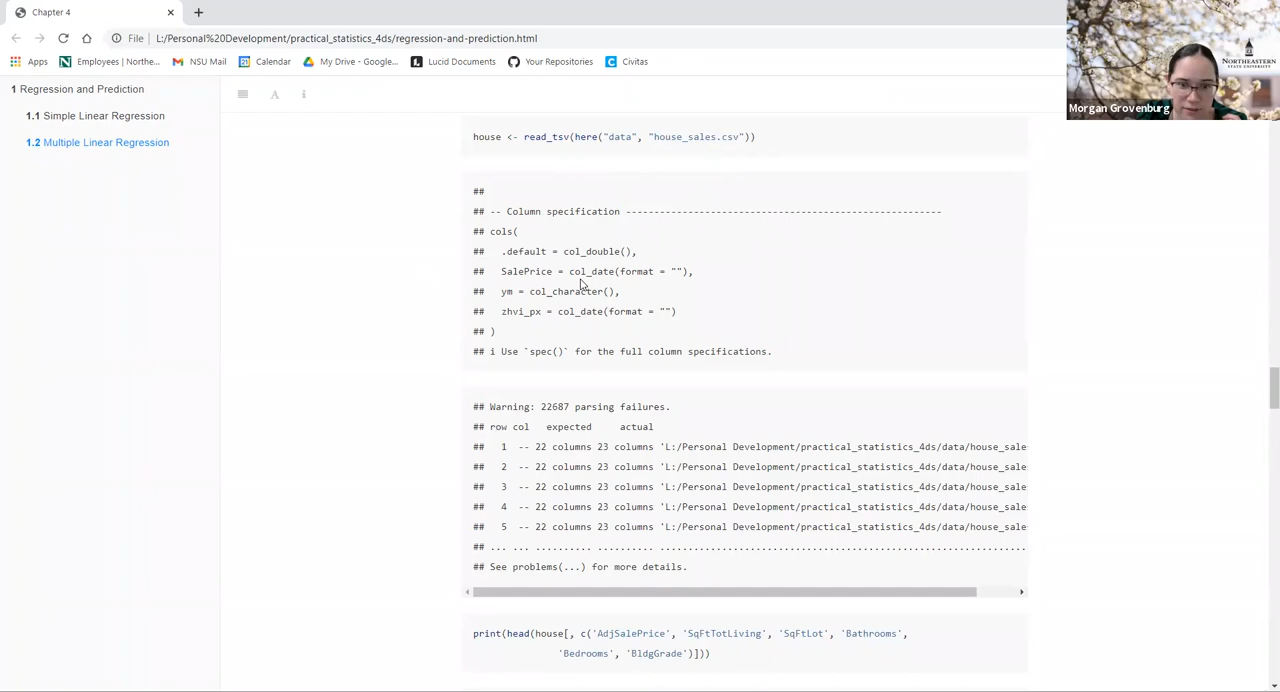 Chapter 4
File
L:/Personal%20Development/practical_statistics_4ds/regression-and-prediction.html
Apps
Employees | Northe...
NSU Mail
Calendar
My Drive - Google...
Lucid Documents
Your Repositories
Civitas
NORTHEASTERN
STATE UNIVERSITY
Morgan Grovenburg
1 Regression and Prediction
1.1 Simple Linear Regression
1.2 Multiple Linear Regression
house <- read_tsv(here("data", "house_sales.csv"))
##
## -- Column specification --------------------------------------------------------
## cols(
##   .default = col_double(),
##   SalePrice = col_date(format = ""),
##   ym = col_character(),
##   zhvi_px = col_date(format = "")
## )
## i Use `spec()` for the full column specifications.
## Warning: 22687 parsing failures.
## row col   expected     actual
##   1  -- 22 columns 23 columns 'L:/Personal Development/practical_statistics_4ds/data/house_sale
##   2  -- 22 columns 23 columns 'L:/Personal Development/practical_statistics_4ds/data/house_sale
##   3  -- 22 columns 23 columns 'L:/Personal Development/practical_statistics_4ds/data/house_sale
##   4  -- 22 columns 23 columns 'L:/Personal Development/practical_statistics_4ds/data/house_sale
##   5  -- 22 columns 23 columns 'L:/Personal Development/practical_statistics_4ds/data/house_sale
## ... ... .......... .......... ..................................................................
## See problems(...) for more details.
print(head(house[, c('AdjSalePrice', 'SqFtTotLiving', 'SqFtLot', 'Bathrooms',
'Bedrooms', 'BldgGrade')]))